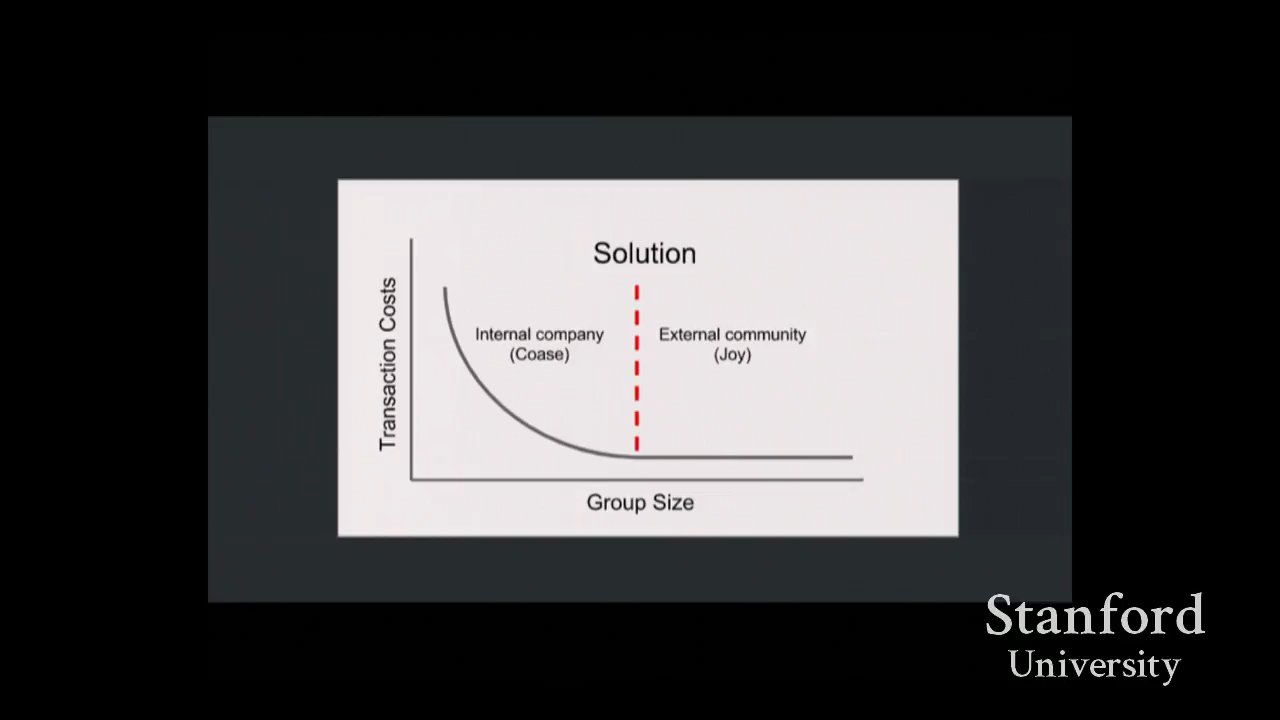 Solution
Transaction Costs
Internal company
(Coase)
External community
(Joy)
Group Size
Stanford
University